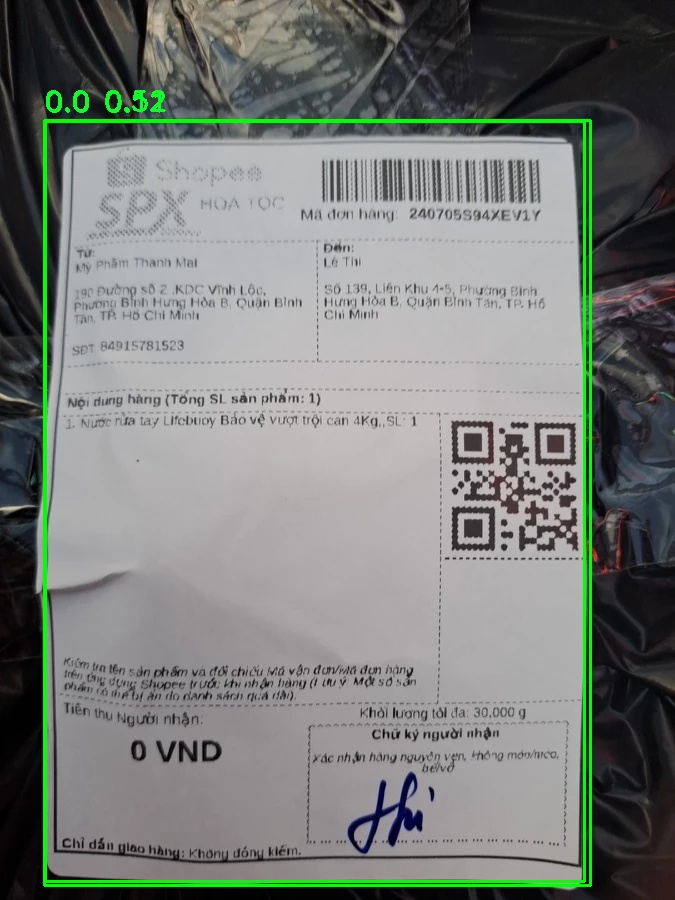 0.0 0.52
Shopee
SPX HỎA TỐC
Mã đơn hàng: 240705S94XEV1Y
Từ:
Mỹ Phẩm Thanh Mai
190 Đường số 2 ,KDC Vĩnh Lộc,
Phường Bình Hưng Hòa B, Quận Bình
Tân, TP. Hồ Chí Minh
SĐT: 84915781523
Đến:
Lê Thi
Số 139, Liên Khu 4-5, Phường Bình
Hưng Hòa B, Quận Bình Tân, TP. Hồ
Chí Minh
Nội dung hàng (Tổng SL sản phẩm: 1)
1. Nước rửa tay Lifebuoy Bảo vệ vượt trội can 4Kg,,SL: 1
Kiểm tra tên sản phẩm và đối chiếu Mã vận đơn/Mã đơn hàng
trên ứng dụng Shopee trước khi nhận hàng (Lưu ý: Một số sản
phẩm có thể bị ẩn do danh sách quá dài).
Tiền thu Người nhận:
0 VND
Khối lượng tối đa: 30,000 g
Chữ ký người nhận
Xác nhận hàng nguyên vẹn, không móp/méo,
bể/vỡ
Thi
Chỉ dẫn giao hàng: Không đồng kiểm.